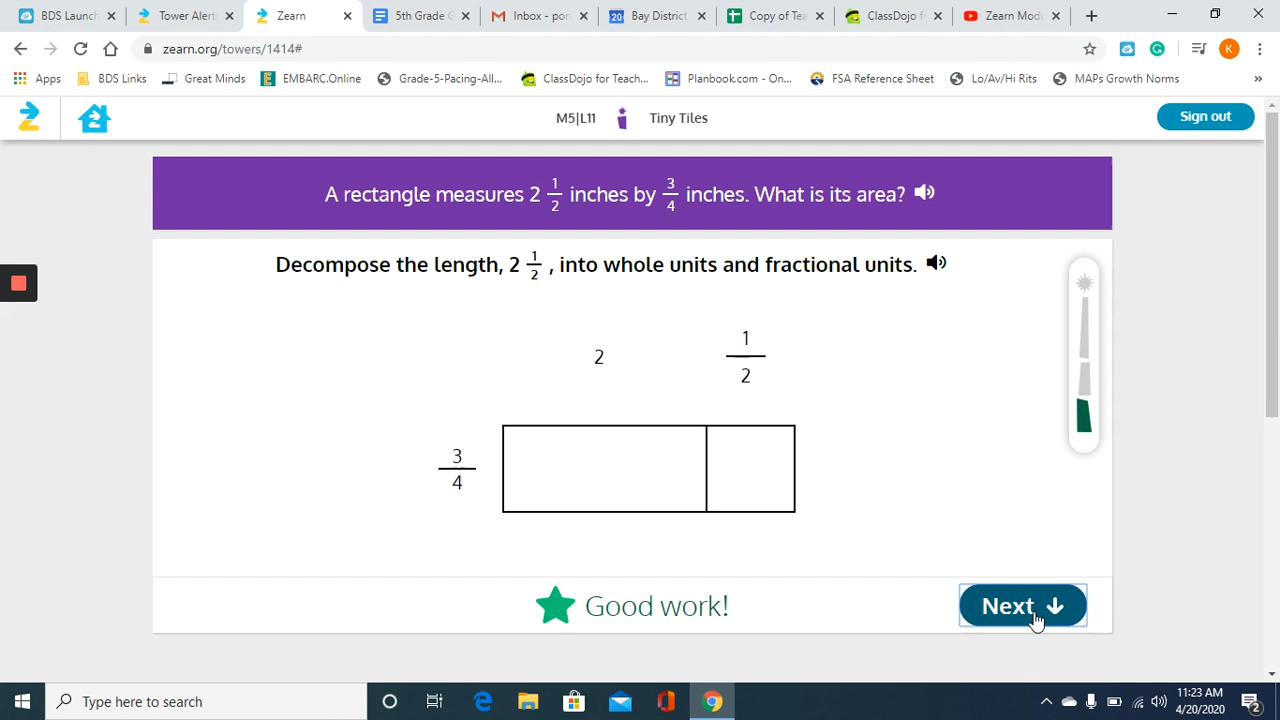 BDS Launch
Tower Alert
Zearn
5th Grade G
Inbox - por
Bay District
Copy of Tea
ClassDojo f
Zearn Modu
zearn.org/towers/1414#
Apps BDS Links Great Minds EMBARC.Online Grade-5-Pacing-All... ClassDojo for Teach... Planbook.com - On... FSA Reference Sheet Lo/Av/Hi Rits MAPs Growth Norms
M5|L11 Tiny Tiles
Sign out
A rectangle measures 2 1/2 inches by 3/4 inches. What is its area?
Decompose the length, 2 1/2 , into whole units and fractional units.
2
1/2
3/4
Good work!
Next ↓
Type here to search
11:23 AM
4/20/2020
2